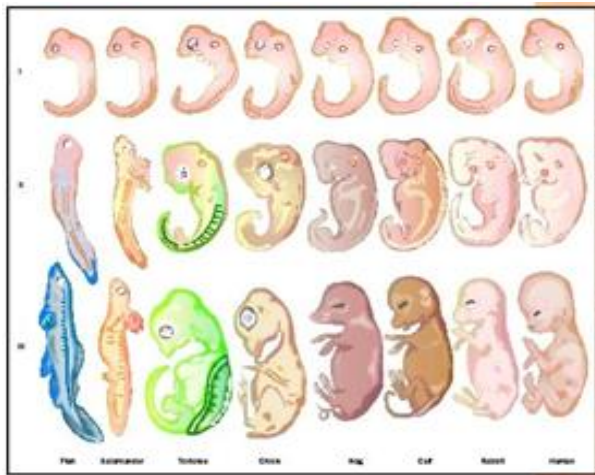 I
II
III
Fish Salamander Tortoise Chick Hog Calf Rabbit Human